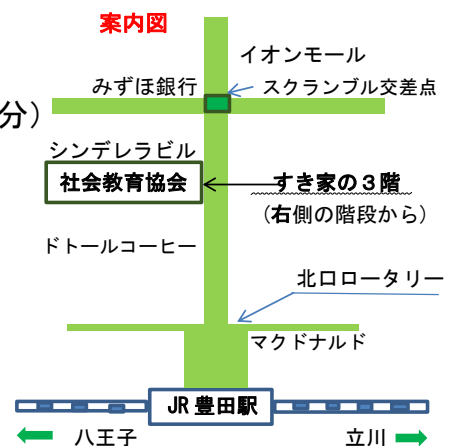 案内図
イオンモール
みずほ銀行
スクランブル交差点
分）
シンデレラビル
社会教育協会
すき家の３階
（右側の階段から）
ドトールコーヒー
北口ロータリー
マクドナルド
JR 豊田駅
八王子
立川